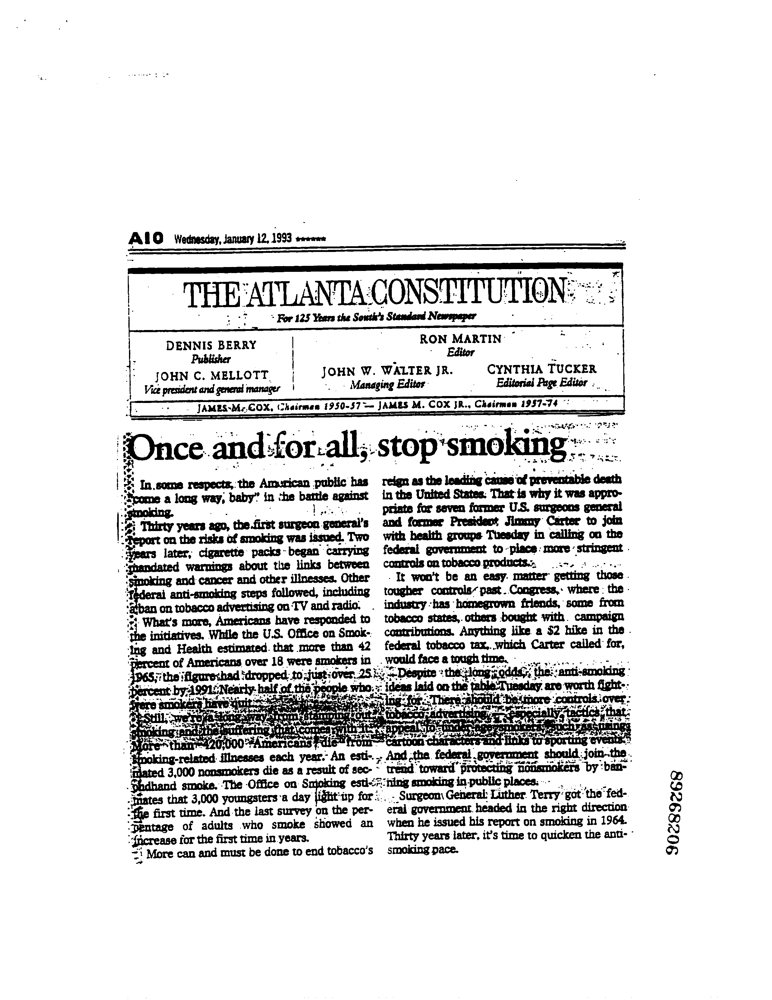 A10 Wednesday, January 12, 1993 ******
THE ATLANTA CONSTITUTION
For 125 Years the South's Standard Newspaper
DENNIS BERRY
Publisher
JOHN C. MELLOTT
Vice president and general manager
RON MARTIN
Editor
JOHN W. WALTER JR.
Managing Editor
CYNTHIA TUCKER
Editorial Page Editor
JAMES M. COX, Chairman 1950-57 — JAMES M. COX JR., Chairman 1957-74
Once and for all, stop smoking
In some respects, the American public has
"come a long way, baby" in the battle against
smoking.
Thirty years ago, the first surgeon general's
report on the risks of smoking was issued. Two
years later, cigarette packs began carrying
mandated warnings about the links between
smoking and cancer and other illnesses. Other
federal anti-smoking steps followed, including
a ban on tobacco advertising on TV and radio.
What's more, Americans have responded to
the initiatives. While the U.S. Office on Smok-
ing and Health estimated that more than 42
percent of Americans over 18 were smokers in
1965, the figure had dropped to just over 25
percent by 1991. Nearly half of the people who
were smokers have quit.
Still, we're a long way from stamping out
smoking and the suffering that comes with it.
More than 420,000 Americans die from
smoking-related illnesses each year. An esti-
mated 3,000 nonsmokers die as a result of sec-
ondhand smoke. The Office on Smoking esti-
mates that 3,000 youngsters a day light up for
the first time. And the last survey on the per-
centage of adults who smoke showed an
increase for the first time in years.
More can and must be done to end tobacco's
reign as the leading cause of preventable death
in the United States. That is why it was appro-
priate for seven former U.S. surgeons general
and former President Jimmy Carter to join
with health groups Tuesday in calling on the
federal government to place more stringent
controls on tobacco products.
It won't be an easy matter getting those
tougher controls past Congress, where the
industry has homegrown friends, some from
tobacco states, others bought with campaign
contributions. Anything like a $2 hike in the
federal tobacco tax, which Carter called for,
would face a tough time.
Despite the long odds, the anti-smoking
ideas laid on the table Tuesday are worth fight-
ing for. There should be more controls over
tobacco advertising, especially tactics that
appeal to under-age smokers, such as using
cartoon characters and links to sporting events.
And the federal government should join the
trend toward protecting nonsmokers by ban-
ning smoking in public places.
Surgeon General Luther Terry got the fed-
eral government headed in the right direction
when he issued his report on smoking in 1964.
Thirty years later, it's time to quicken the anti-
smoking pace.
89268206